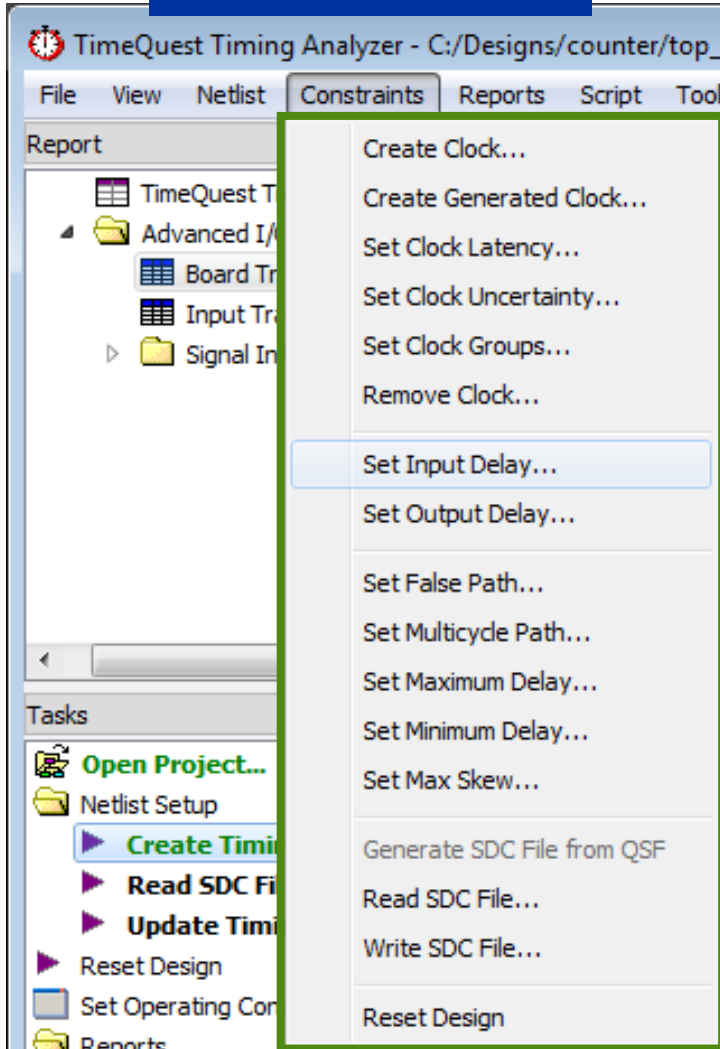 TimeQuest Timing Analyzer - C:/Designs/counter/top_
File View Netlist Constraints Reports Script Tool
Report
TimeQuest T
Advanced I/
Board Tr
Input Tra
Signal In
Create Clock...
Create Generated Clock...
Set Clock Latency...
Set Clock Uncertainty...
Set Clock Groups...
Remove Clock...
Set Input Delay...
Set Output Delay...
Set False Path...
Set Multicycle Path...
Set Maximum Delay...
Set Minimum Delay...
Set Max Skew...
Generate SDC File from QSF
Read SDC File...
Write SDC File...
Reset Design
Tasks
Open Project...
Netlist Setup
Create Timi
Read SDC Fi
Update Timi
Reset Design
Set Operating Con
Reports